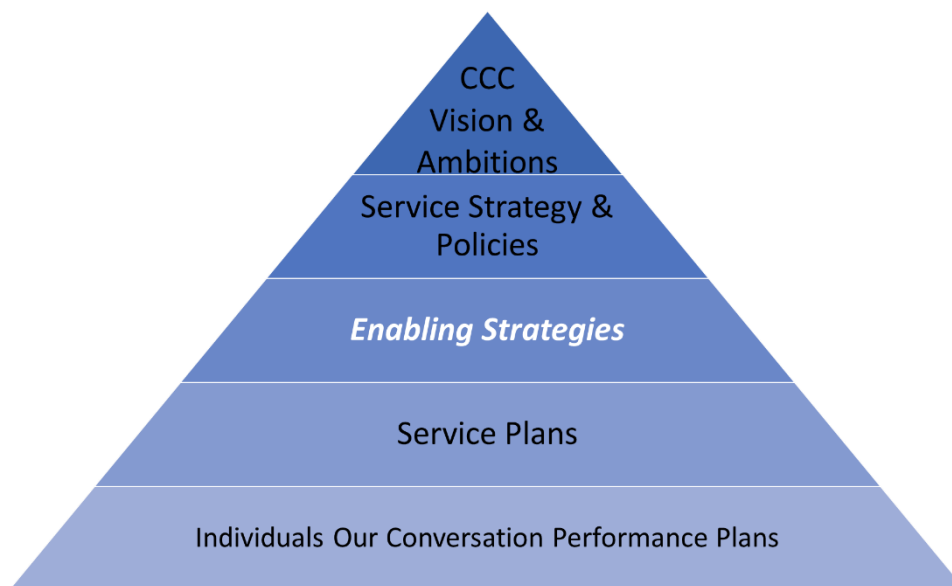 CCC
Vision &
Ambitions
Service Strategy &
Policies
Enabling Strategies
Service Plans
Individuals Our Conversation Performance Plans